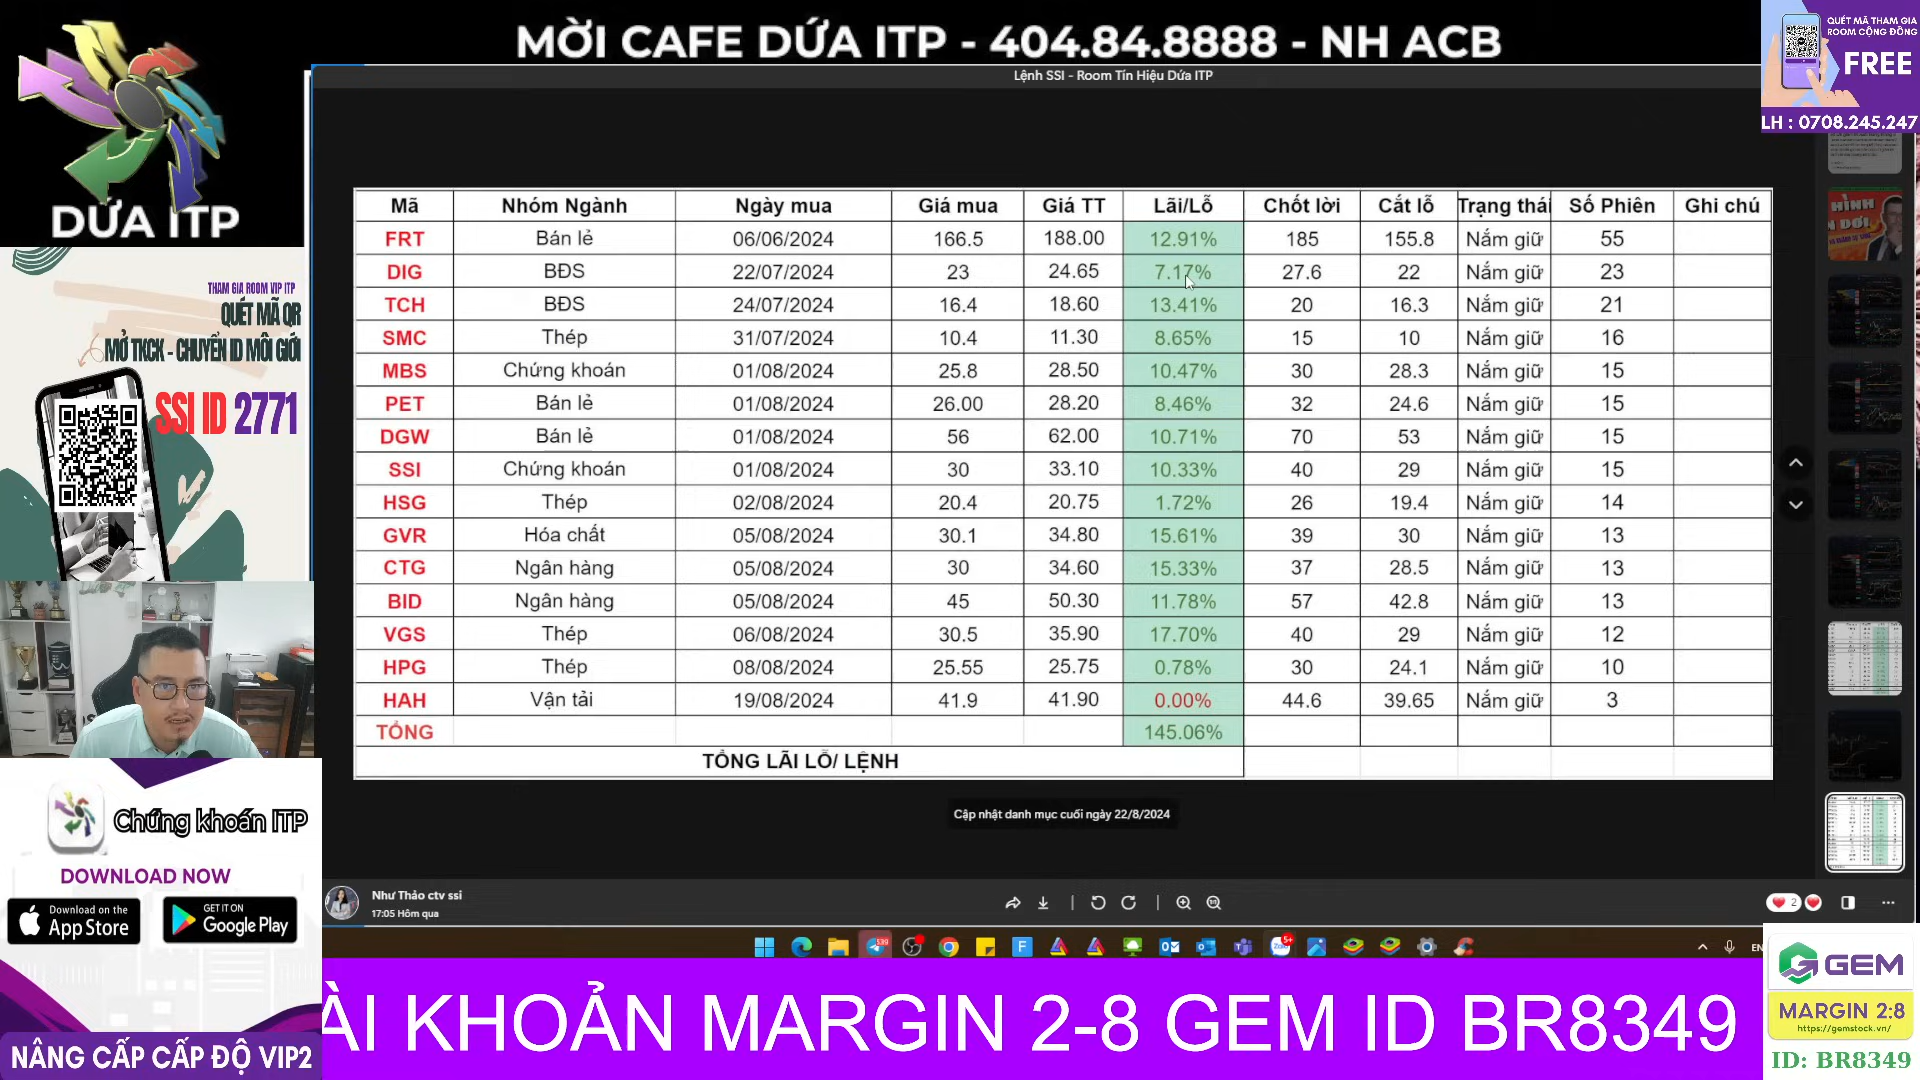 MỜI CAFE DỨA ITP - 404.84.8888 - NH ACB
QUÉT MÃ THAM GIA
ROOM CỘNG ĐỒNG
FREE
LH : 0708.245.247
DỨA ITP
Lệnh SSI - Room Tín Hiệu Dứa ITP
THAM GIA ROOM VIP ITP
QUÉT MÃ QR
MỞ TKCK - CHUYỂN ID MÔI GIỚI
SSI ID 2771
Mã Nhóm Ngành Ngày mua Giá mua Giá TT Lãi/Lỗ Chốt lời Cắt lỗ Trạng thái Số Phiên Ghi chú
FRT Bán lẻ 06/06/2024 166.5 188.00 12.91% 185 155.8 Nắm giữ 55
DIG BĐS 22/07/2024 23 24.65 7.17% 27.6 22 Nắm giữ 23
TCH BĐS 24/07/2024 16.4 18.60 13.41% 20 16.3 Nắm giữ 21
SMC Thép 31/07/2024 10.4 11.30 8.65% 15 10 Nắm giữ 16
MBS Chứng khoán 01/08/2024 25.8 28.50 10.47% 30 28.3 Nắm giữ 15
PET Bán lẻ 01/08/2024 26.00 28.20 8.46% 32 24.6 Nắm giữ 15
DGW Bán lẻ 01/08/2024 56 62.00 10.71% 70 53 Nắm giữ 15
SSI Chứng khoán 01/08/2024 30 33.10 10.33% 40 29 Nắm giữ 15
HSG Thép 02/08/2024 20.4 20.75 1.72% 26 19.4 Nắm giữ 14
GVR Hóa chất 05/08/2024 30.1 34.80 15.61% 39 30 Nắm giữ 13
CTG Ngân hàng 05/08/2024 30 34.60 15.33% 37 28.5 Nắm giữ 13
BID Ngân hàng 05/08/2024 45 50.30 11.78% 57 42.8 Nắm giữ 13
VGS Thép 06/08/2024 30.5 35.90 17.70% 40 29 Nắm giữ 12
HPG Thép 08/08/2024 25.55 25.75 0.78% 30 24.1 Nắm giữ 10
HAH Vận tải 19/08/2024 41.9 41.90 0.00% 44.6 39.65 Nắm giữ 3
TỔNG 145.06%
TỔNG LÃI LỖ/ LỆNH
Cập nhật danh mục cuối ngày 22/8/2024
Như Thảo ctv ssi
17:05 Hôm qua
2
Chứng khoán ITP
DOWNLOAD NOW
Download on the
App Store
GET IT ON
Google Play
NÂNG CẤP CẤP ĐỘ VIP2
5+
EN
ÀI KHOẢN MARGIN 2-8 GEM ID BR8349
GEM
MARGIN 2:8
https://gemstock.vn/
ID: BR8349